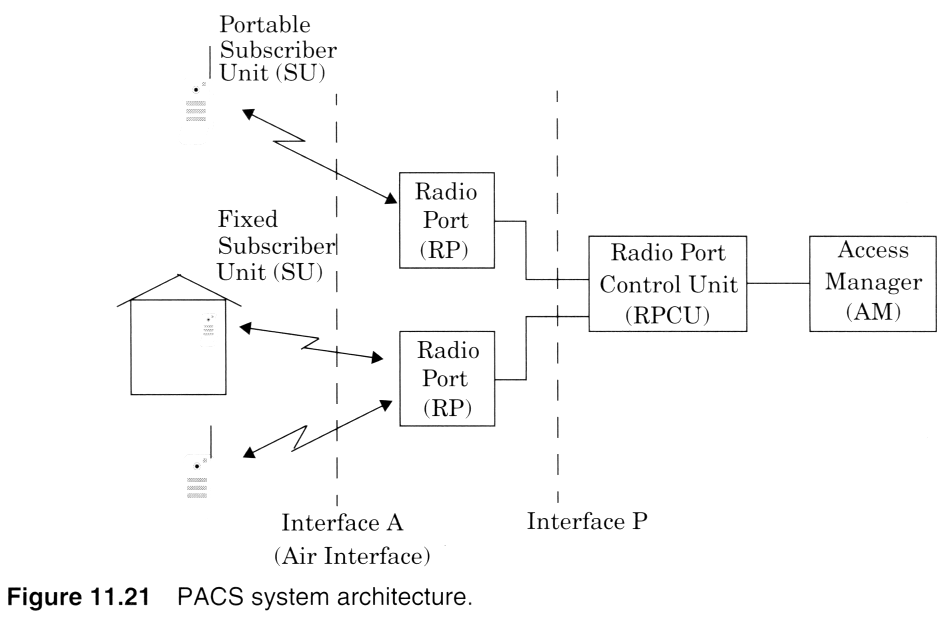 Portable
Subscriber
Unit (SU)
Radio
Port
(RP)
Fixed
Subscriber
Unit (SU)
Radio Port
Control Unit
(RPCU)
Access
Manager
(AM)
Radio
Port
(RP)
Interface A
(Air Interface)
Interface P
Figure 11.21 PACS system architecture.